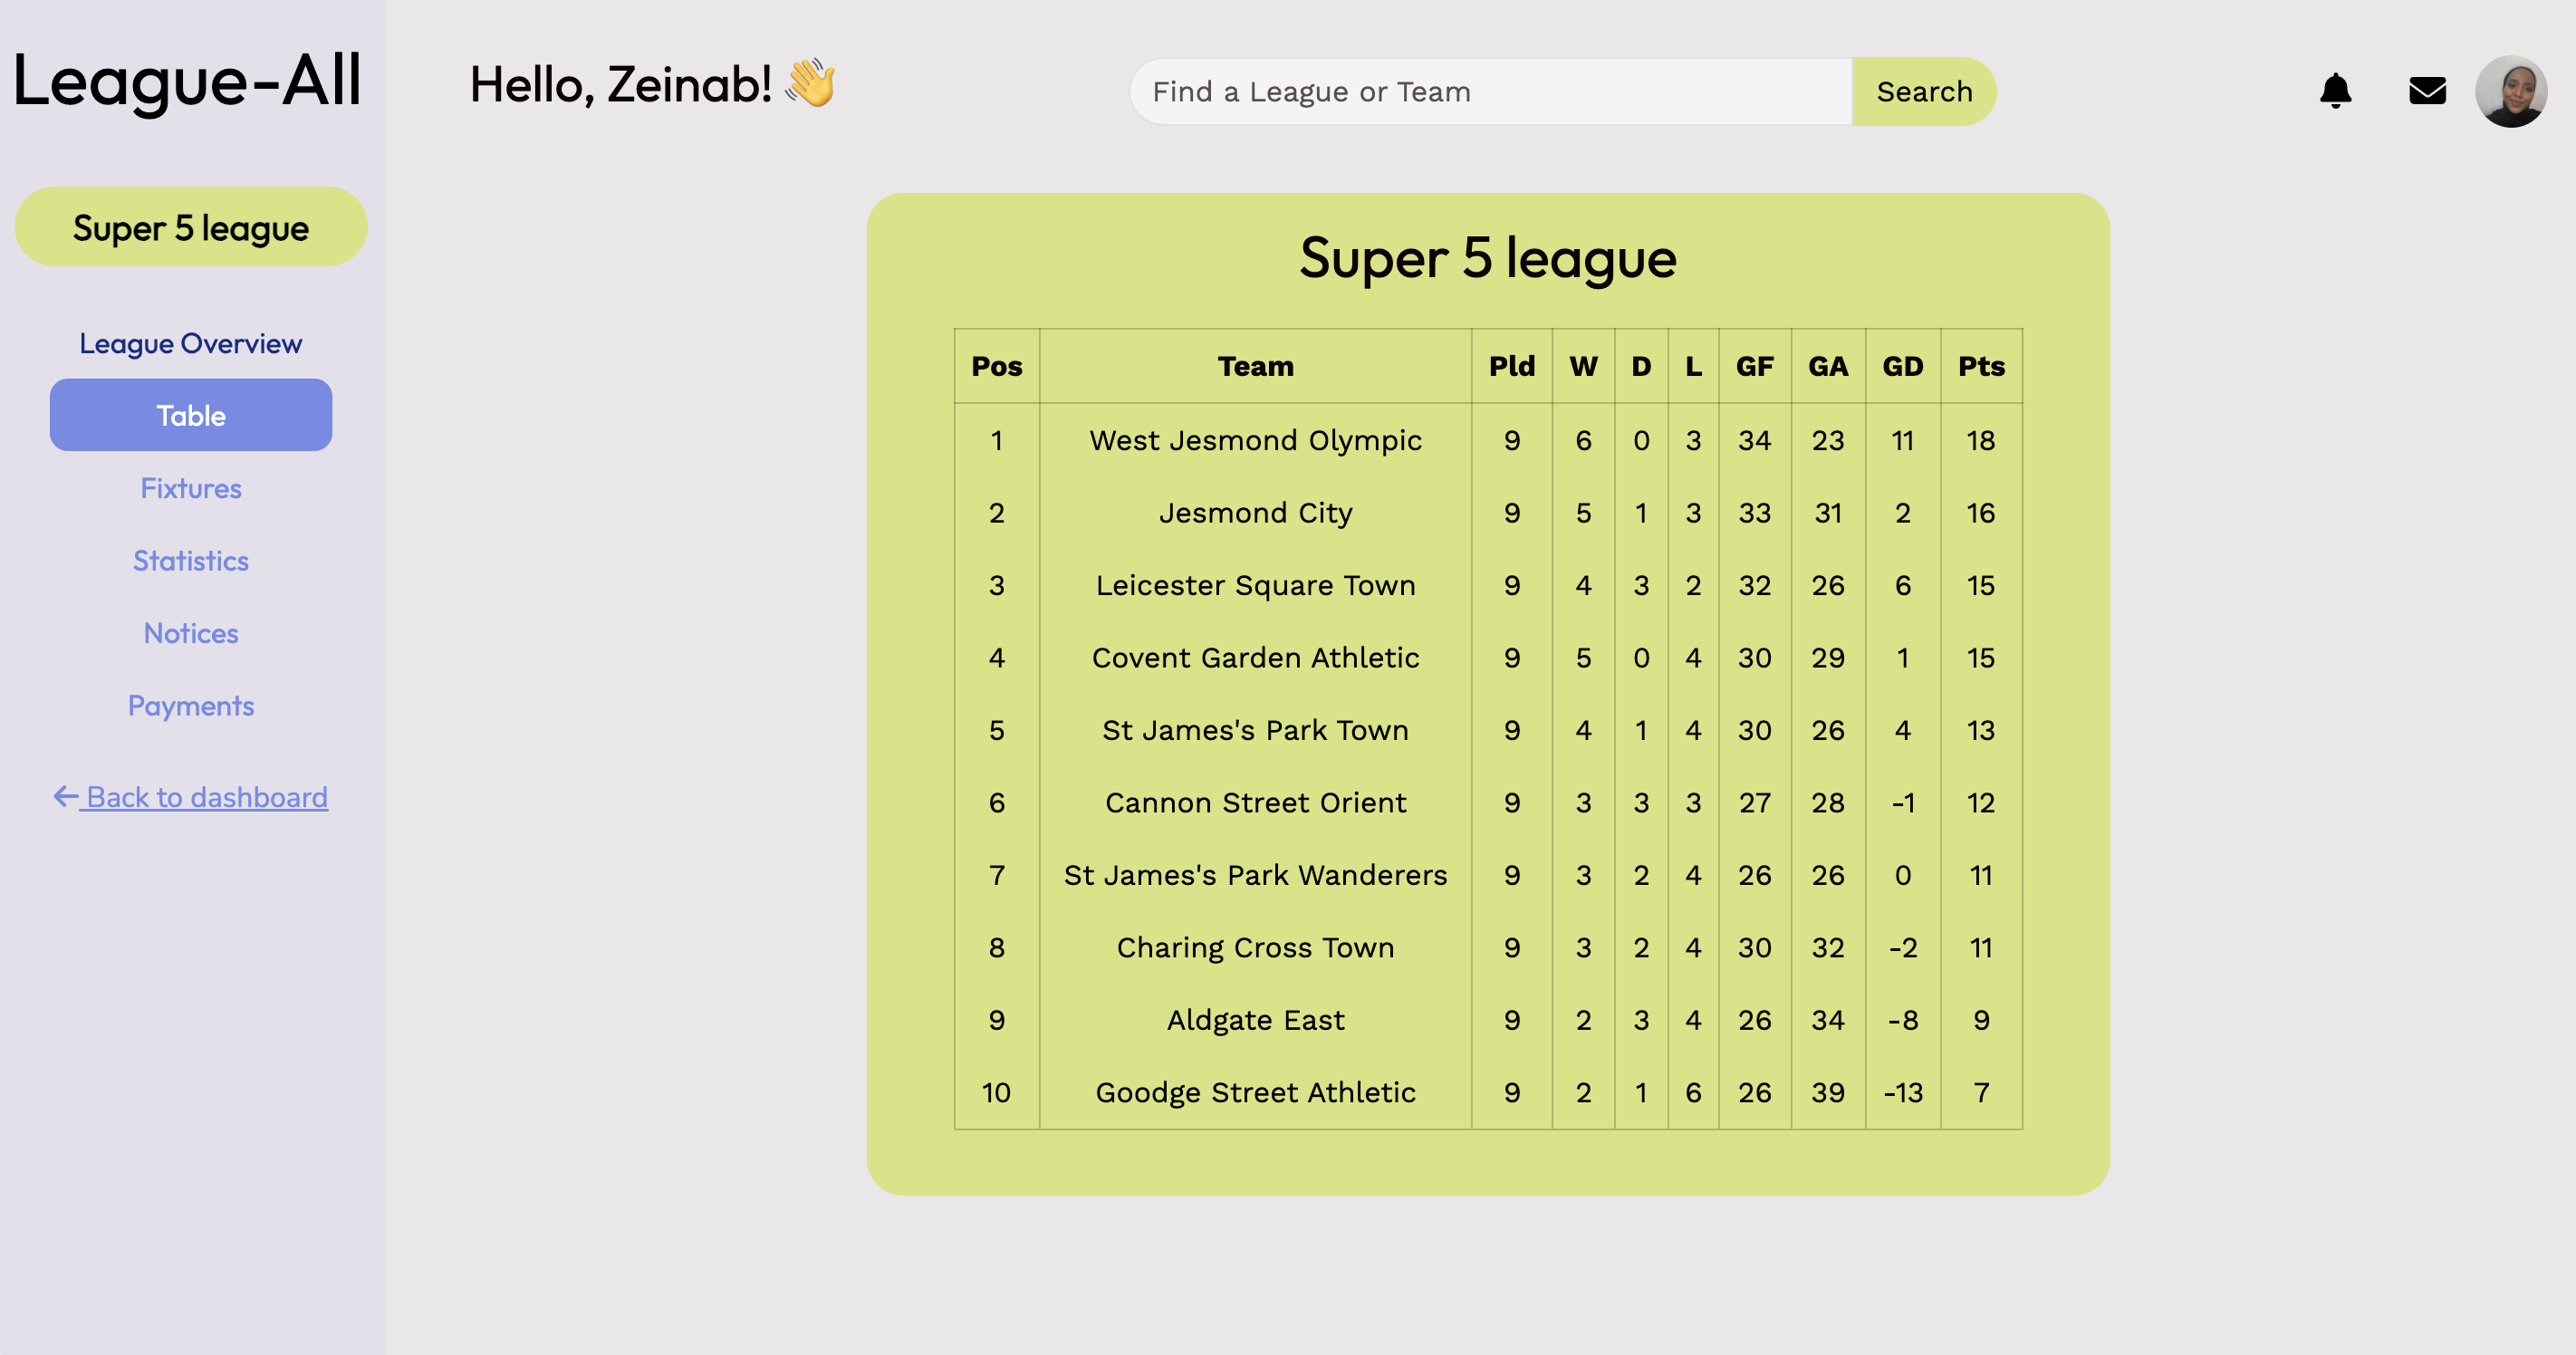 League-All
Hello, Zeinab! 👋
Find a League or Team
Search
Super 5 league
League Overview
Table
Fixtures
Statistics
Notices
Payments
Back to dashboard
Super 5 league
Pos Team Pld W D L GF GA GD Pts
1 West Jesmond Olympic 9 6 0 3 34 23 11 18
2 Jesmond City 9 5 1 3 33 31 2 16
3 Leicester Square Town 9 4 3 2 32 26 6 15
4 Covent Garden Athletic 9 5 0 4 30 29 1 15
5 St James's Park Town 9 4 1 4 30 26 4 13
6 Cannon Street Orient 9 3 3 3 27 28 -1 12
7 St James's Park Wanderers 9 3 2 4 26 26 0 11
8 Charing Cross Town 9 3 2 4 30 32 -2 11
9 Aldgate East 9 2 3 4 26 34 -8 9
10 Goodge Street Athletic 9 2 1 6 26 39 -13 7